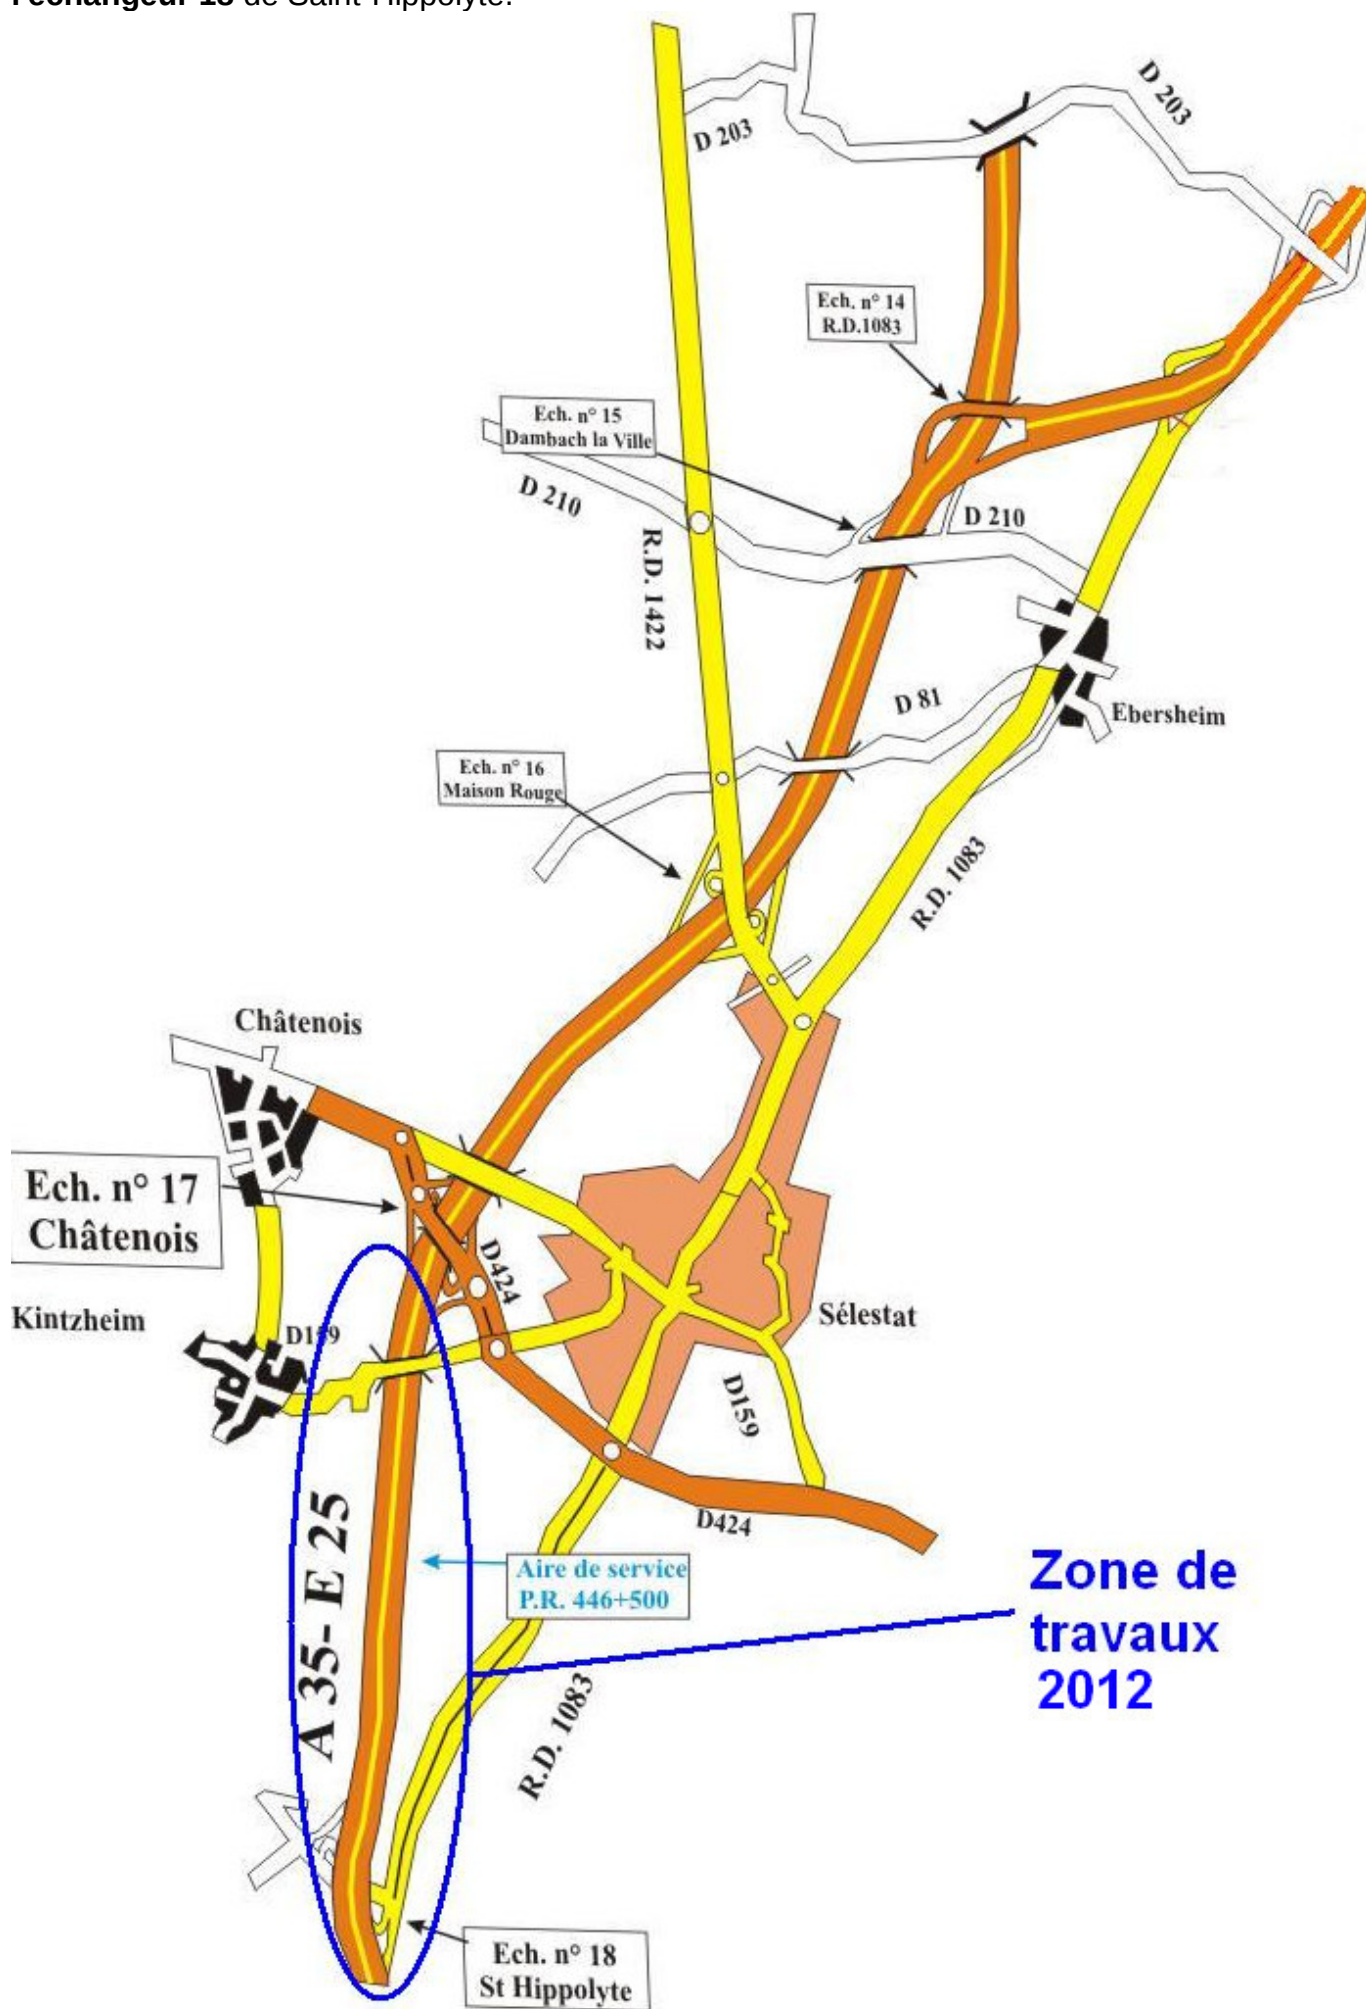 l'échangeur 18 de Saint-Hippolyte.
D 203
D 203
Ech. n° 14
R.D.1083
Ech. n° 15
Dambach la Ville
D 210
D 210
R.D. 1422
D 81
Ebersheim
Ech. n° 16
Maison Rouge
R.D. 1083
Châtenois
Ech. n° 17
Châtenois
D424
Kintzheim
D159
Sélestat
D159
A 35- E 25
D424
Aire de service
P.R. 446+500
Zone de
travaux
2012
R.D. 1083
Ech. n° 18
St Hippolyte